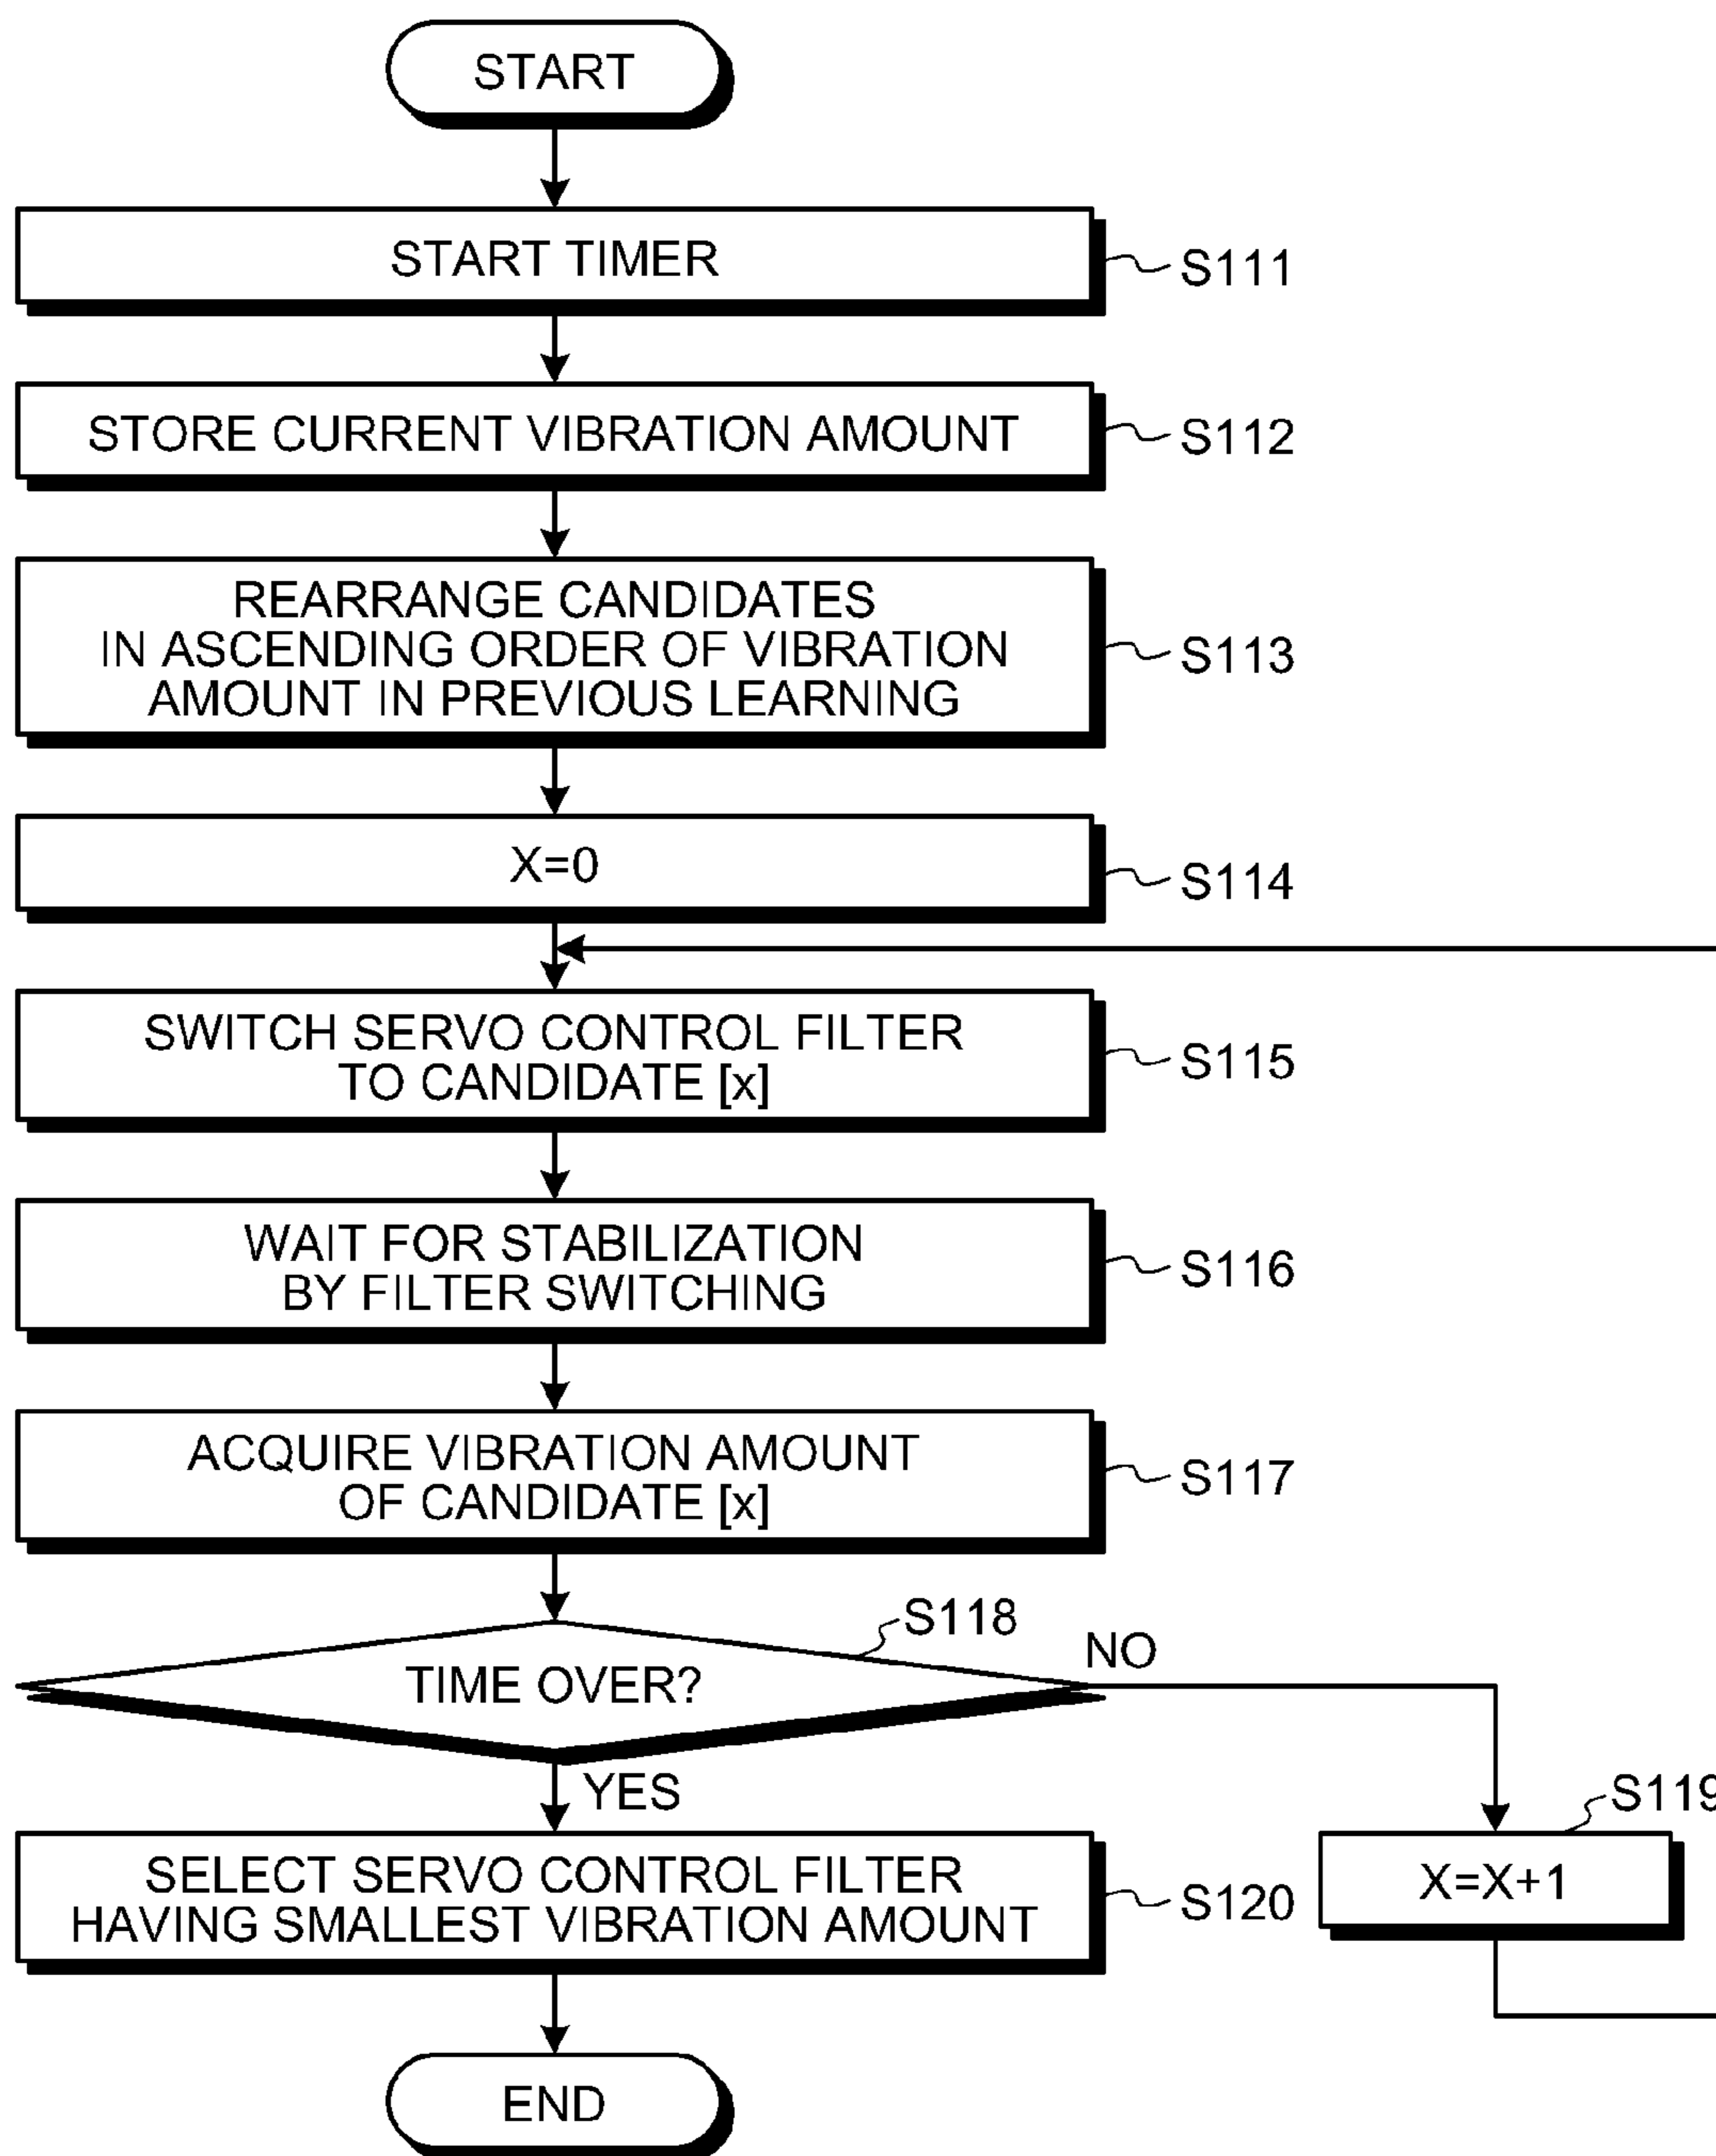 START
START TIMER
S111
STORE CURRENT VIBRATION AMOUNT
S112
REARRANGE CANDIDATES
IN ASCENDING ORDER OF VIBRATION
AMOUNT IN PREVIOUS LEARNING
S113
X=0
S114
SWITCH SERVO CONTROL FILTER
TO CANDIDATE [x]
S115
WAIT FOR STABILIZATION
BY FILTER SWITCHING
S116
ACQUIRE VIBRATION AMOUNT
OF CANDIDATE [x]
S117
S118
TIME OVER?
NO
YES
S119
X=X+1
SELECT SERVO CONTROL FILTER
HAVING SMALLEST VIBRATION AMOUNT
S120
END